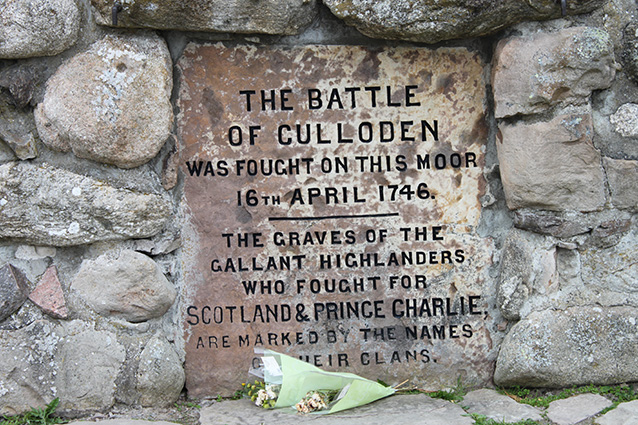 THE BATTLE
OF CULLODEN
WAS FOUGHT ON THIS MOOR
16TH APRIL 1746.
THE GRAVES OF THE
GALLANT HIGHLANDERS
WHO FOUGHT FOR
SCOTLAND & PRINCE CHARLIE,
ARE MARKED BY THE NAMES
THEIR CLANS.